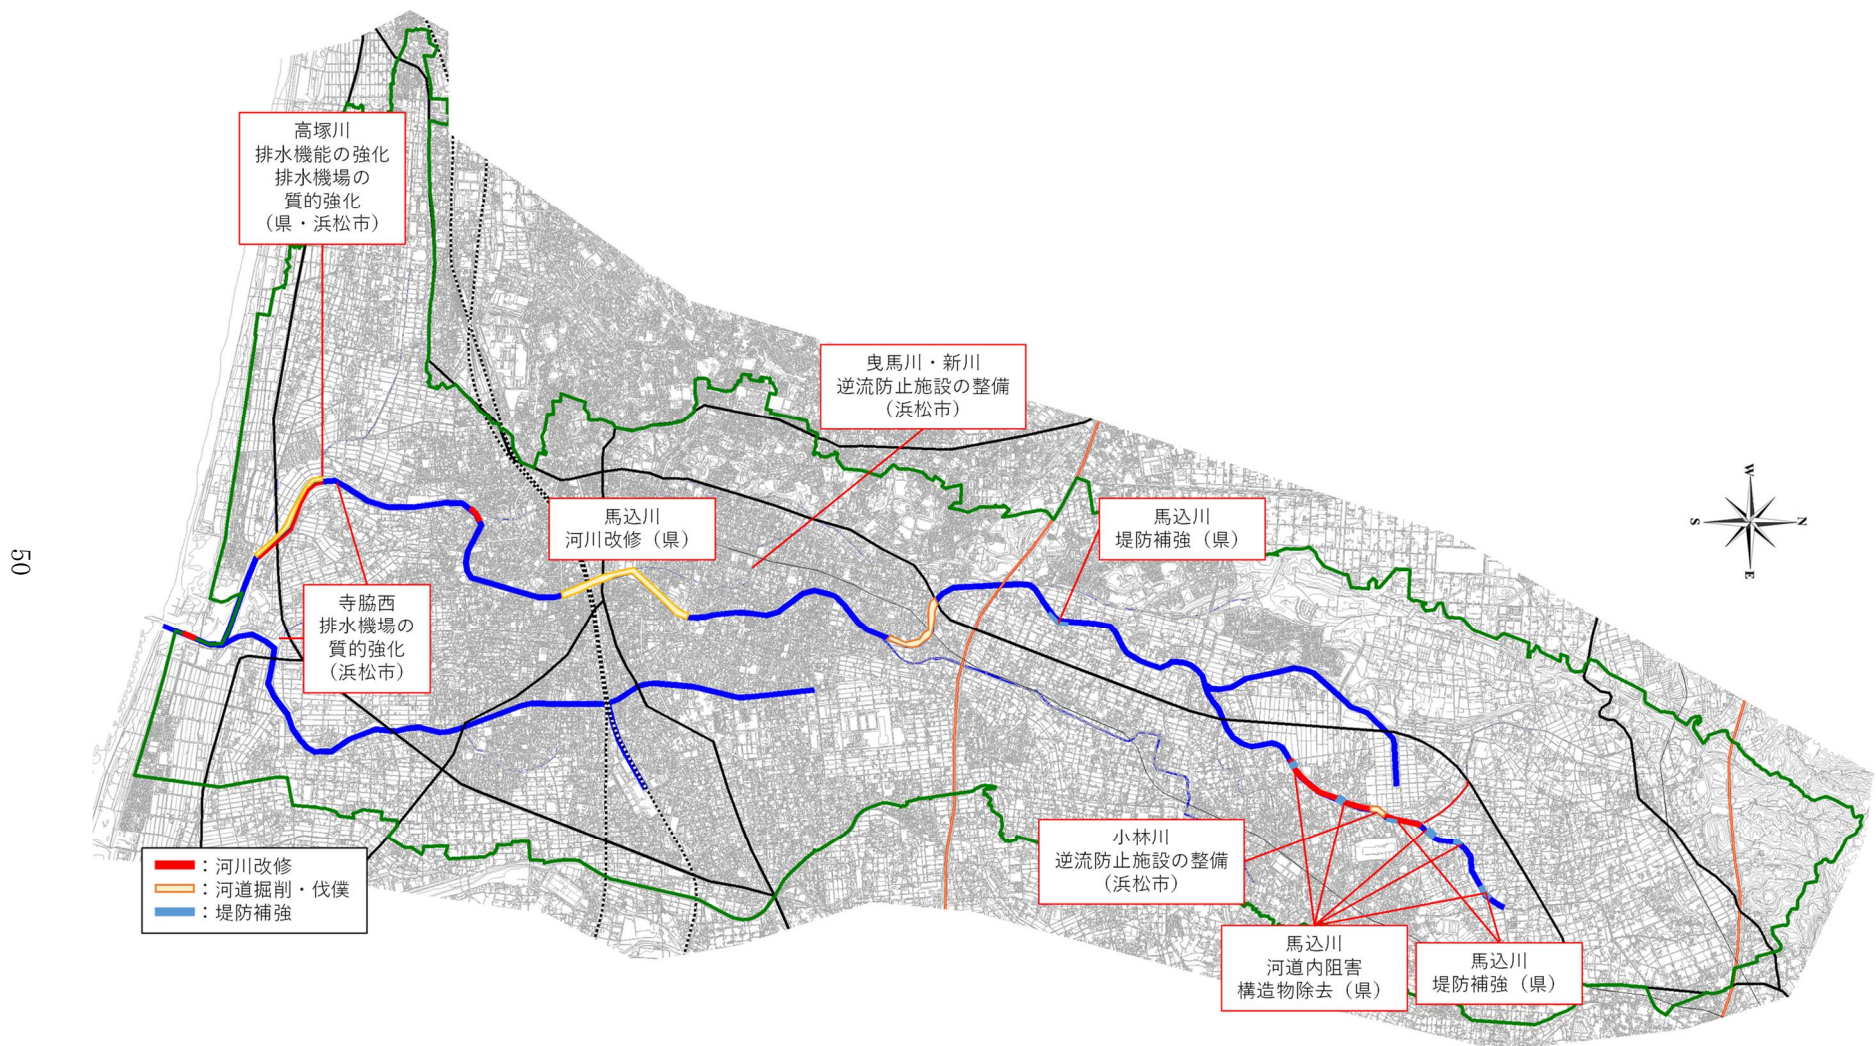 高塚川
排水機能の強化
排水機場の
質的強化
（県・浜松市）
曳馬川・新川
逆流防止施設の整備
（浜松市）
馬込川
河川改修（県）
馬込川
堤防補強（県）
W
S
N
E
50
寺脇西
排水機場の
質的強化
（浜松市）
小林川
逆流防止施設の整備
（浜松市）
：河川改修
：河道掘削・伐僕
：堤防補強
馬込川
河道内阻害
構造物除去（県）
馬込川
堤防補強（県）